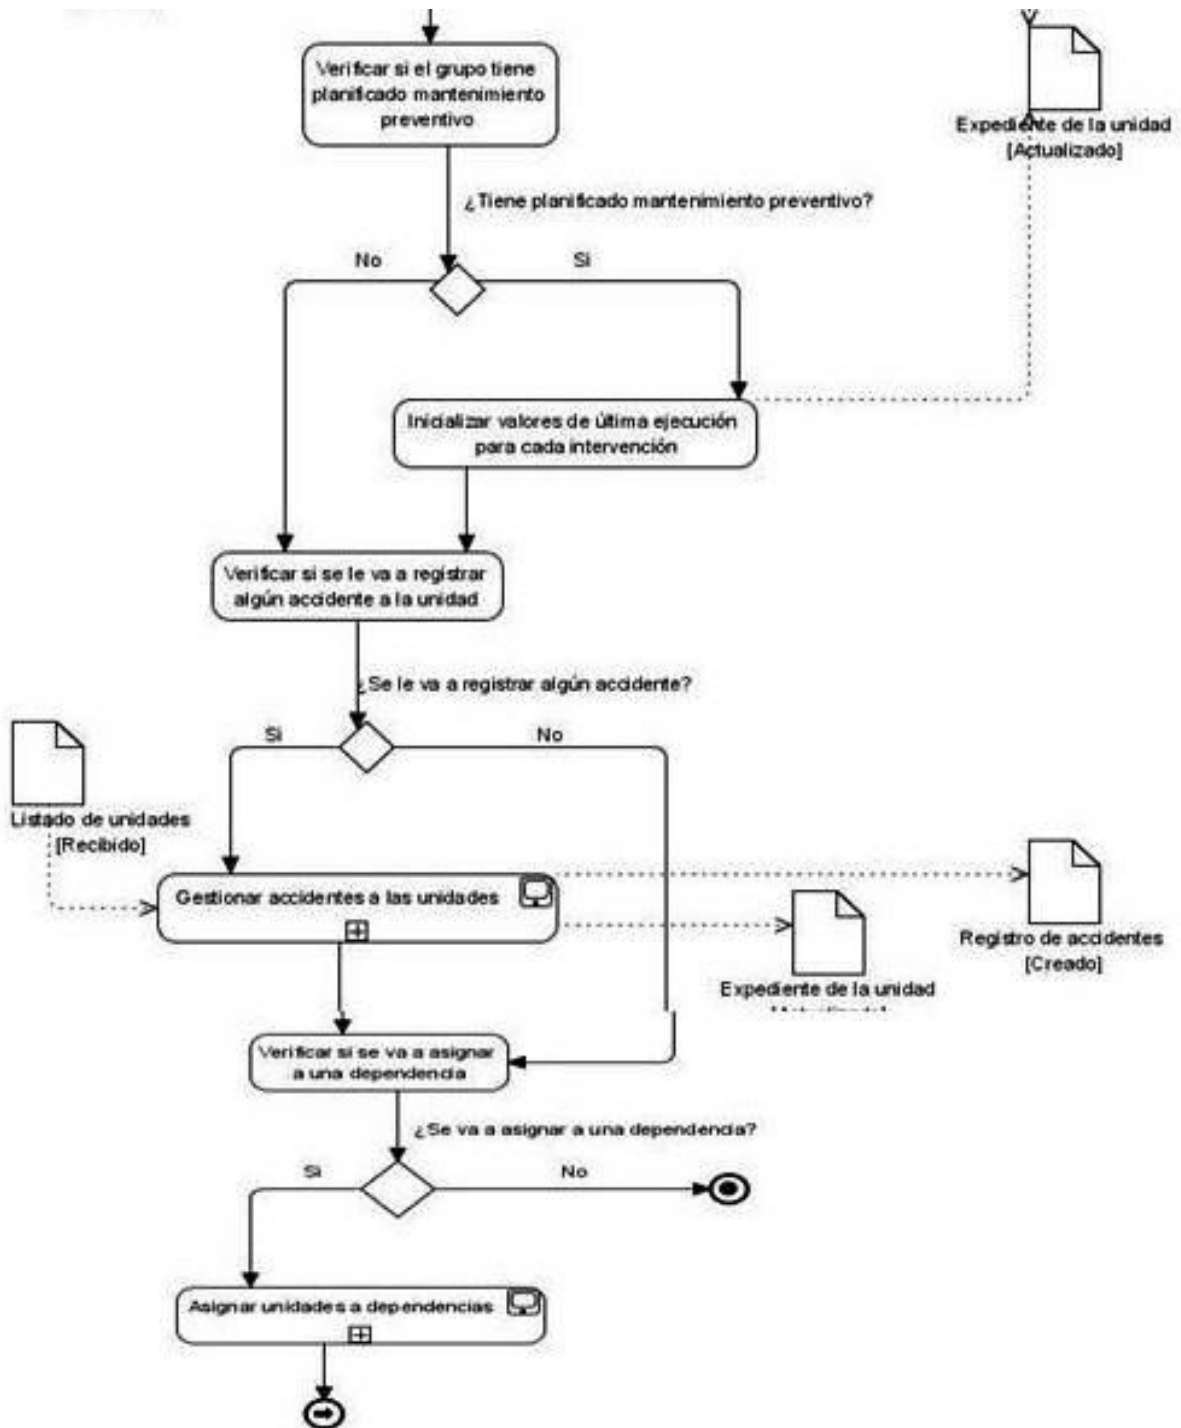 Verificar si el grupo tiene
planificado mantenimiento
preventivo
Expediente de la unidad
[Actualizado]
¿Tiene planificado mantenimiento preventivo?
No
Si
Inicializar valores de última ejecución
para cada intervención
Verificar si se le va a registrar
algún accidente a la unidad
¿Se le va a registrar algún accidente?
Si
No
Listado de unidades
[Recibido]
Gestionar accidentes a las unidades
Registro de accidentes
[Creado]
Expediente de la unidad
Verificar si se va a asignar
a una dependencia
¿Se va a asignar a una dependencia?
Si
No
Asignar unidades a dependencias